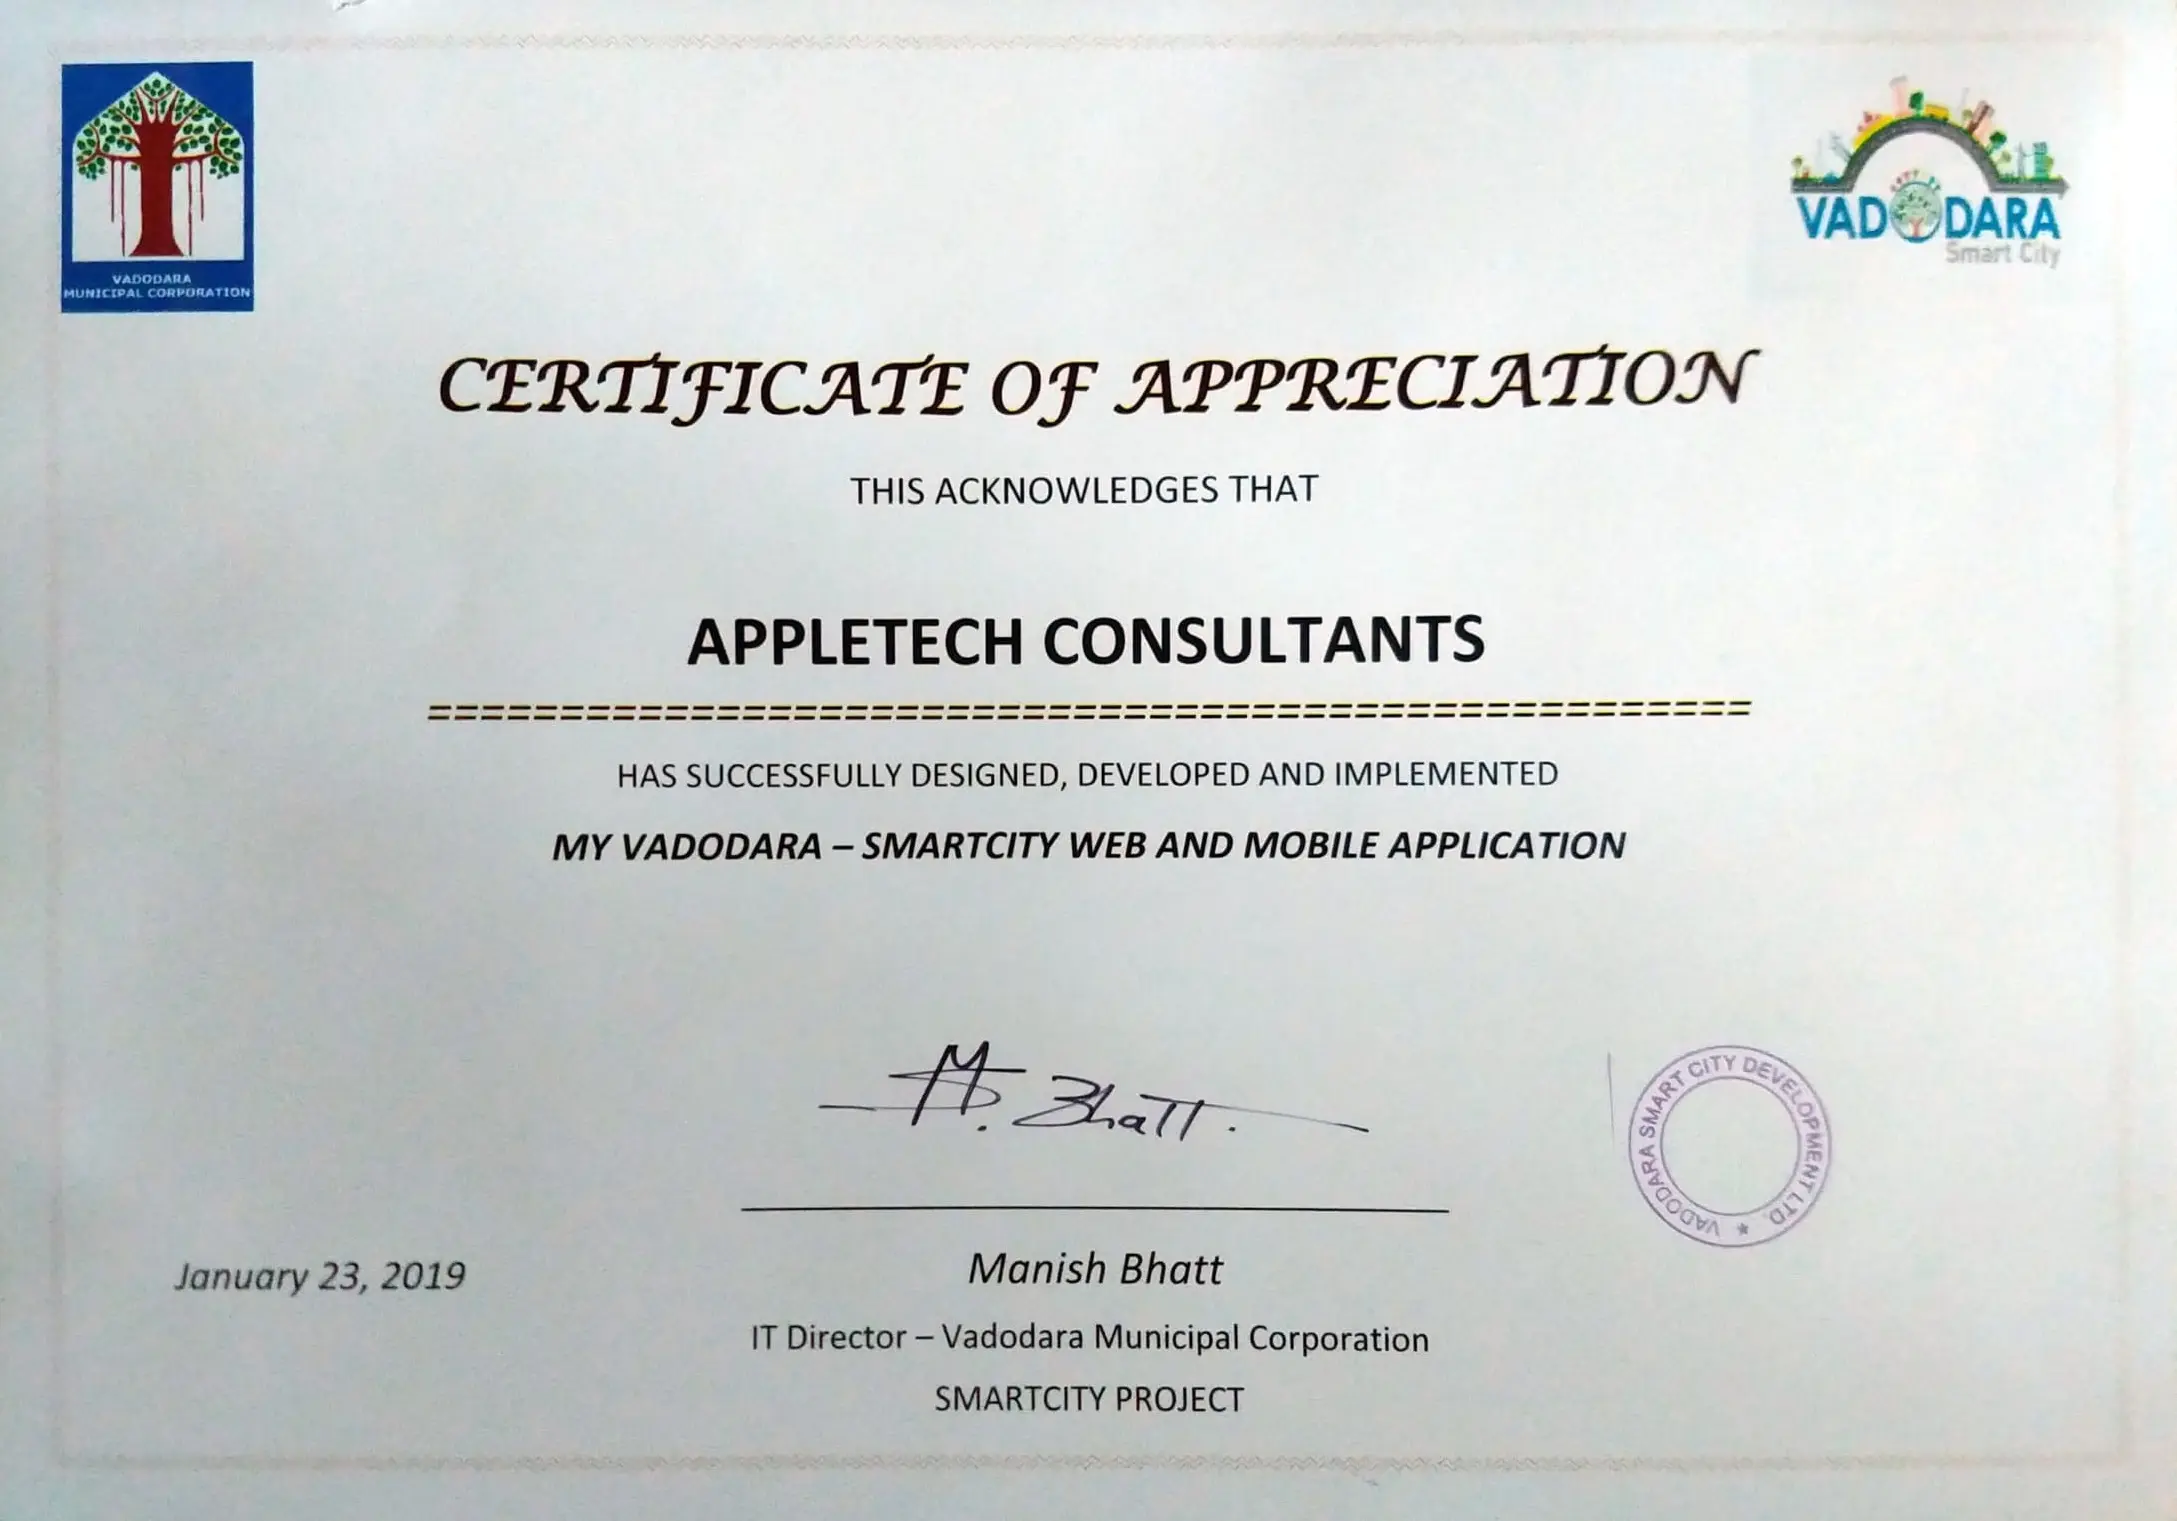 VADODARA
MUNICIPAL CORPORATION
VADODARA
Smart City
CERTIFICATE OF APPRECIATION
THIS ACKNOWLEDGES THAT
APPLETECH CONSULTANTS
===================================================
HAS SUCCESSFULLY DESIGNED, DEVELOPED AND IMPLEMENTED
MY VADODARA – SMARTCITY WEB AND MOBILE APPLICATION
M. Bhatt.
VADODARA SMART CITY DEVELOPMENT LTD. ★
January 23, 2019
Manish Bhatt
IT Director – Vadodara Municipal Corporation
SMARTCITY PROJECT